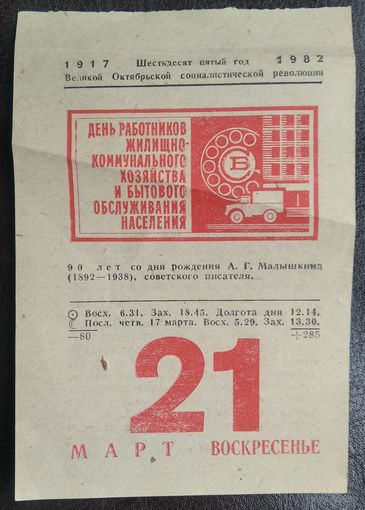 1917 Шестьдесят пятый год 1982
Великой Октябрьской социалистической революции
ДЕНЬ РАБОТНИКОВ
ЖИЛИЩНО-
КОММУНАЛЬНОГО
ХОЗЯЙСТВА
И БЫТОВОГО
ОБСЛУЖИВАНИЯ
НАСЕЛЕНИЯ
90 лет со дня рождения А. Г. Малышкина
(1892—1938), советского писателя.
Восх. 6.31. Зах. 18.45. Долгота дня 12.14.
Посл. четв. 17 марта. Восх. 5.29. Зах. 13.30.
—80 +285
21
МАРТ ВОСКРЕСЕНЬЕ